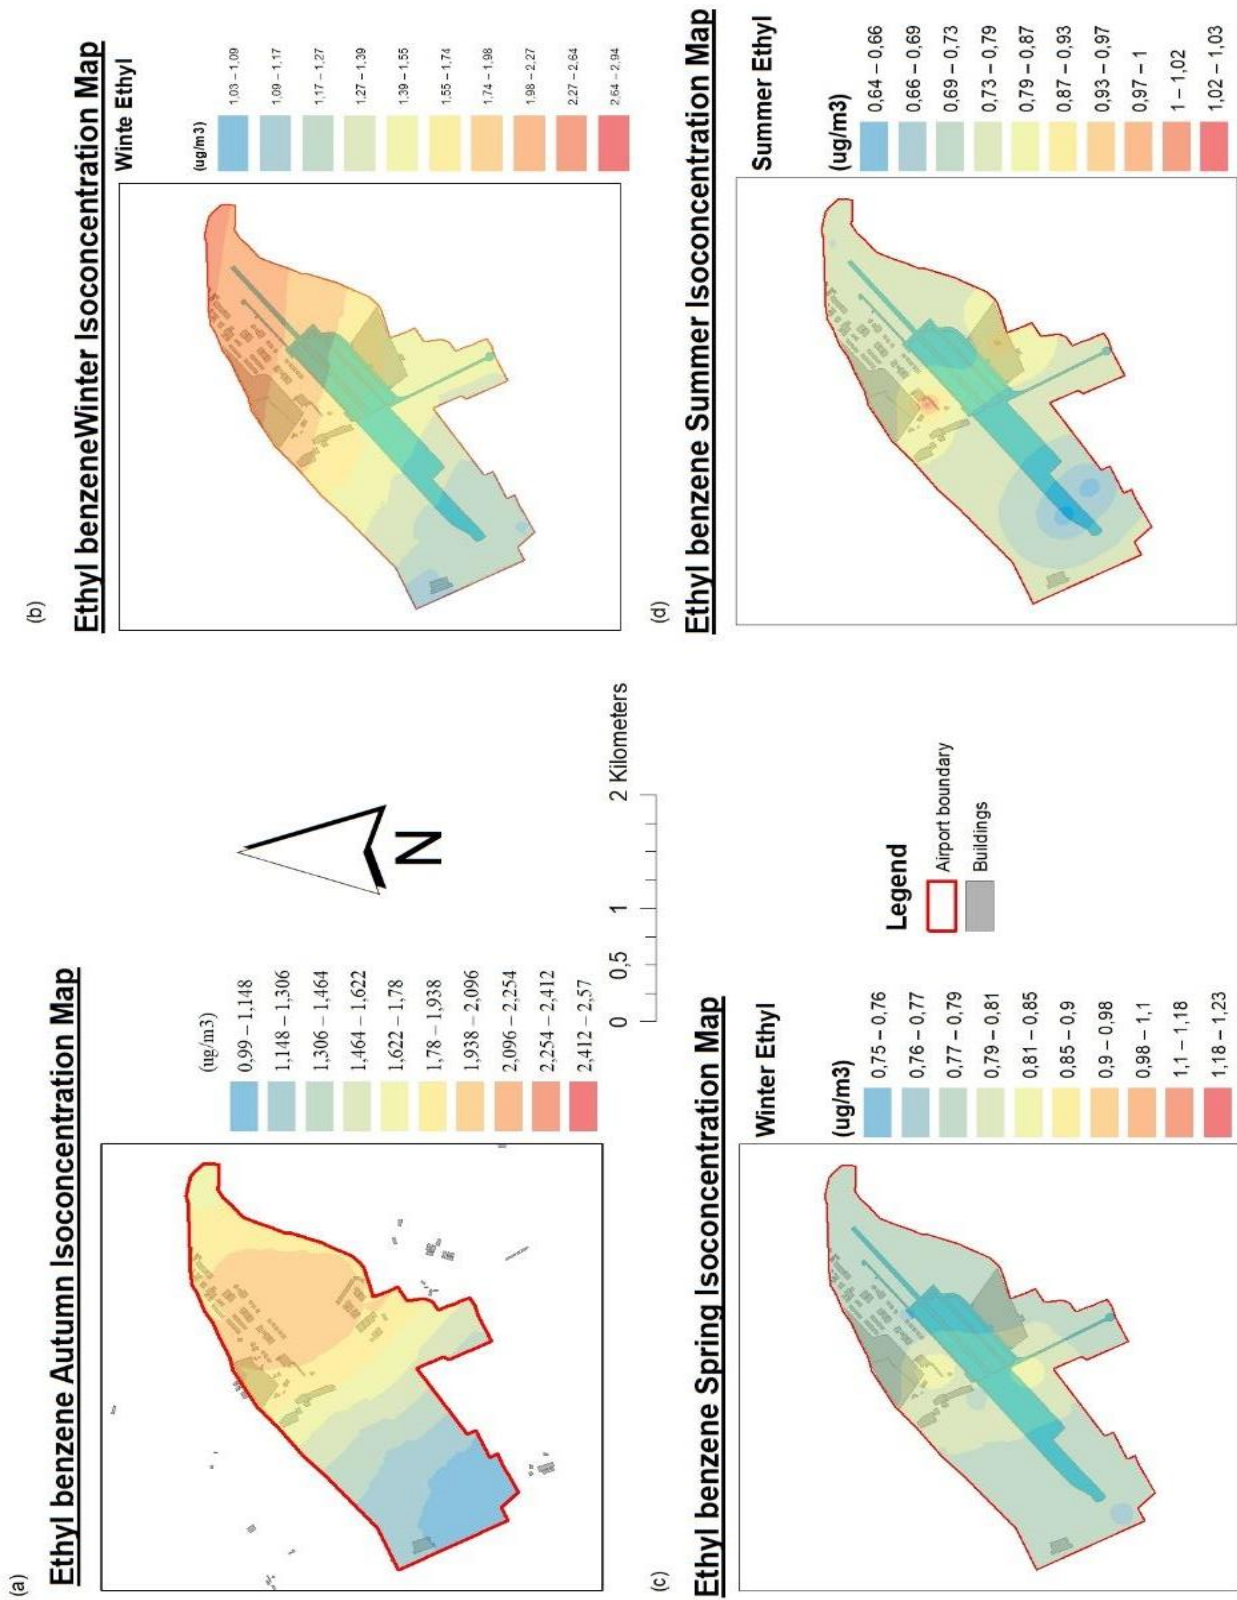 (a)
Ethyl benzene Autumn Isoconcentration Map
(ug/m3)
0,99 – 1,148
1,148 – 1,306
1,306 – 1,464
1,464 – 1,622
1,622 – 1,78
1,78 – 1,938
1,938 – 2,096
2,096 – 2,254
2,254 – 2,412
2,412 – 2,57
(b)
Ethyl benzeneWinter Isoconcentration Map
Winte Ethyl
(ug/m3)
1,03 – 1,09
1,09 – 1,17
1,17 – 1,27
1,27 – 1,39
1,39 – 1,55
1,55 – 1,74
1,74 – 1,98
1,98 – 2,27
2,27 – 2,64
2,64 – 2,94
N
0 0,5 1 2 Kilometers
(c)
Ethyl benzene Spring Isoconcentration Map
Winter Ethyl
(ug/m3)
0,75 – 0,76
0,76 – 0,77
0,77 – 0,79
0,79 – 0,81
0,81 – 0,85
0,85 – 0,9
0,9 – 0,98
0,98 – 1,1
1,1 – 1,18
1,18 – 1,23
Legend
Airport boundary
Buildings
(d)
Ethyl benzene Summer Isoconcentration Map
Summer Ethyl
(ug/m3)
0,64 – 0,66
0,66 – 0,69
0,69 – 0,73
0,73 – 0,79
0,79 – 0,87
0,87 – 0,93
0,93 – 0,97
0,97 – 1
1 – 1,02
1,02 – 1,03